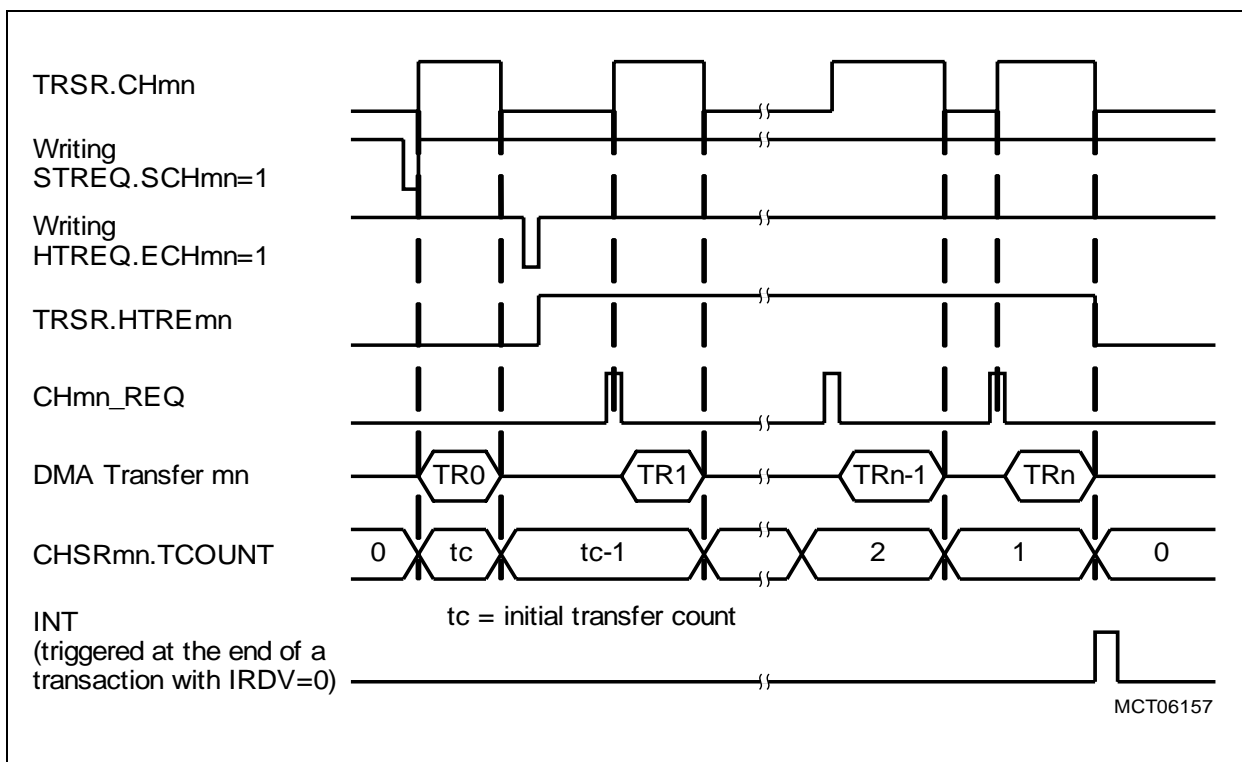 TRSR.CHmn
Writing
STREQ.SCHmn=1
Writing
HTREQ.ECHmn=1
TRSR.HTREmn
CHmn_REQ
DMA Transfer mn
TR0
TR1
TRn-1
TRn
CHSRmn.TCOUNT
0
tc
tc-1
2
1
0
tc = initial transfer count
INT
(triggered at the end of a
transaction with IRDV=0)
MCT06157